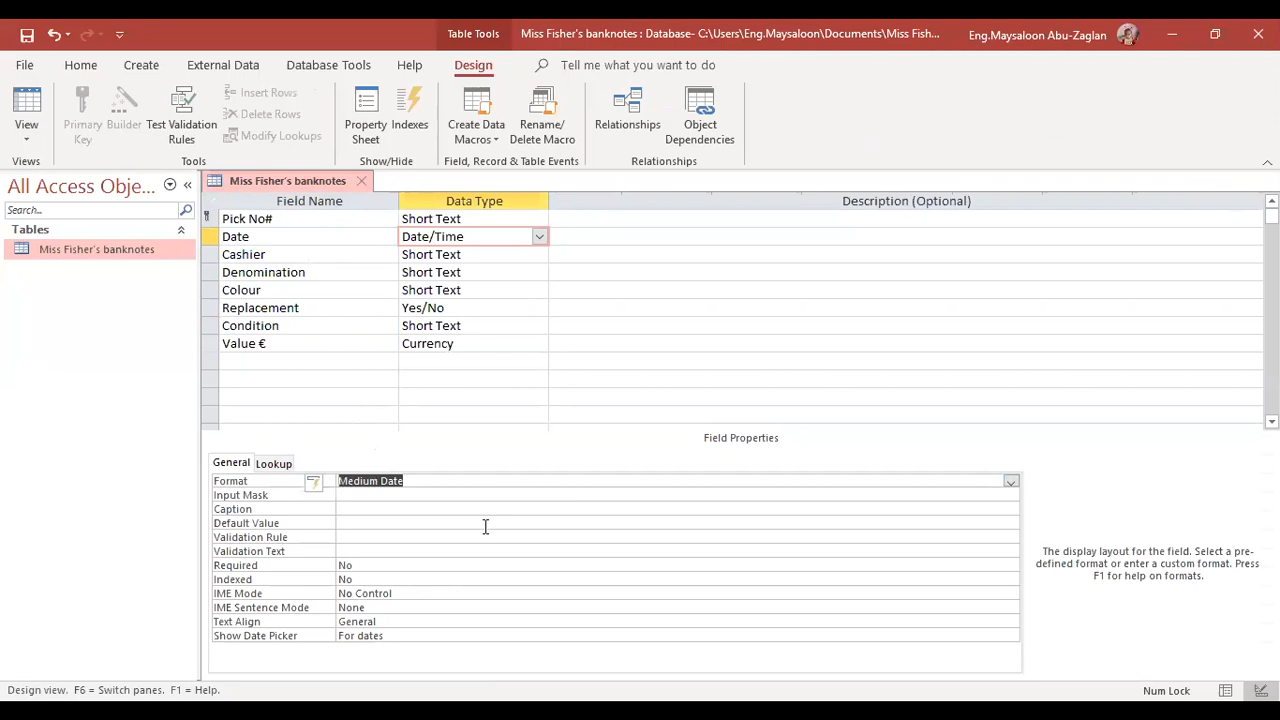 Table Tools
Miss Fisher's banknotes : Database- C:\Users\Eng.Maysaloon\Documents\Miss Fish...
Eng.Maysaloon Abu-Zaglan
File Home Create External Data Database Tools Help Design Tell me what you want to do
View
Primary Key
Builder
Test Validation Rules
Insert Rows
Delete Rows
Modify Lookups
Property Sheet
Indexes
Create Data Macros
Rename/ Delete Macro
Relationships
Object Dependencies
Views Tools Show/Hide Field, Record & Table Events Relationships
All Access Obje...
Search...
Tables
Miss Fisher's banknotes
Miss Fisher's banknotes
Field Name Data Type Description (Optional)
Pick No# Short Text
Date Date/Time
Cashier Short Text
Denomination Short Text
Colour Short Text
Replacement Yes/No
Condition Short Text
Value € Currency
Field Properties
General Lookup
Format Medium Date
Input Mask
Caption
Default Value
Validation Rule
Validation Text
Required No
Indexed No
IME Mode No Control
IME Sentence Mode None
Text Align General
Show Date Picker For dates
The display layout for the field. Select a pre-
defined format or enter a custom format. Press
F1 for help on formats.
Design view. F6 = Switch panes. F1 = Help.
Num Lock